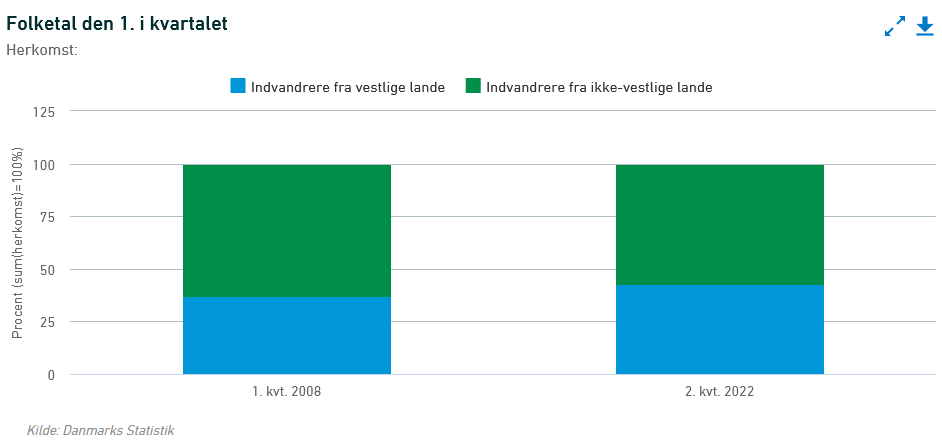 Folketal den 1. i kvartalet
Herkomst:
Indvandrere fra vestlige lande
Indvandrere fra ikke-vestlige lande
Procent (sum(herkomst)=100%)
125
100
75
50
25
0
1. kvt. 2008
2. kvt. 2022
Kilde: Danmarks Statistik